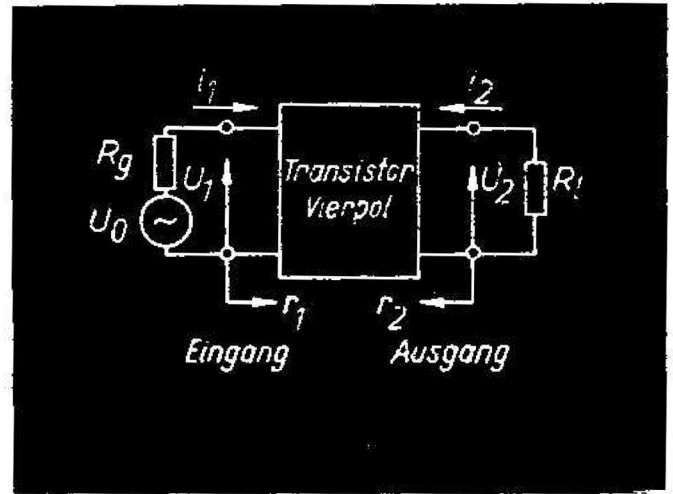 i1 i2
Rg U1 Transistor U2 Rl
U0 Vierpol
r1 r2
Eingang Ausgang